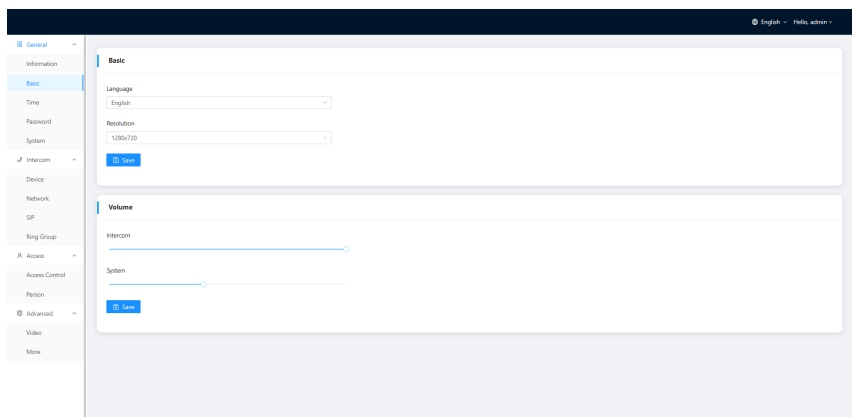 English Hello, admin
General
Information
Basic
Time
Password
System
Intercom
Device
Network
SIP
Ring Group
Access
Access Control
Person
Advanced
Video
More
Basic
Language
English
Resolution
1280x720
Save
Volume
Intercom
System
Save